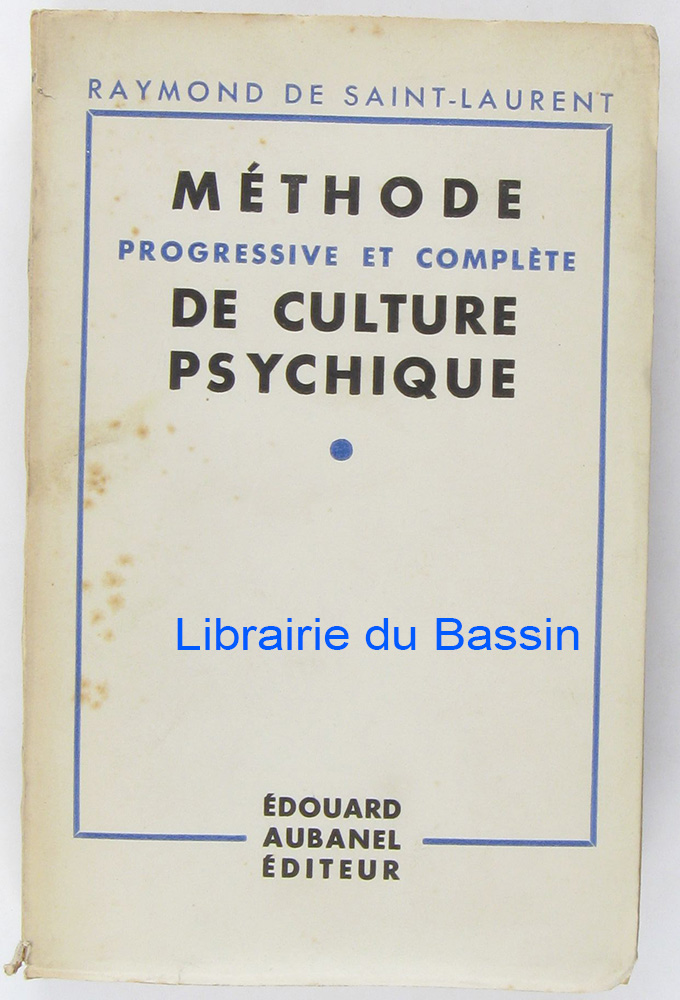 RAYMOND DE SAINT-LAURENT
MÉTHODE
PROGRESSIVE ET COMPLÈTE
DE CULTURE
PSYCHIQUE
Librairie du Bassin
ÉDOUARD
AUBANEL
ÉDITEUR